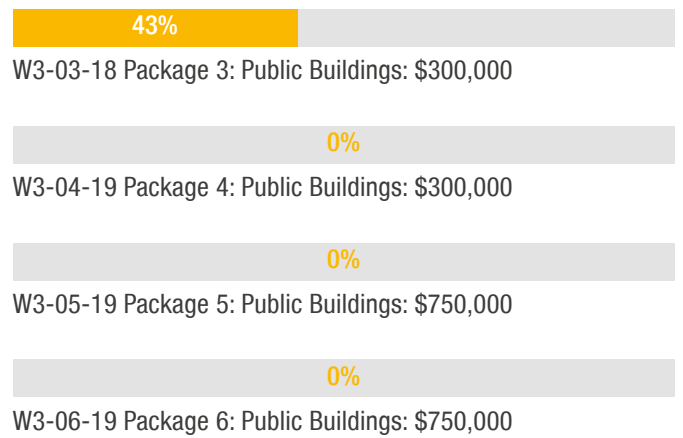 43%
W3-03-18 Package 3: Public Buildings: $300,000
0%
W3-04-19 Package 4: Public Buildings: $300,000
0%
W3-05-19 Package 5: Public Buildings: $750,000
0%
W3-06-19 Package 6: Public Buildings: $750,000